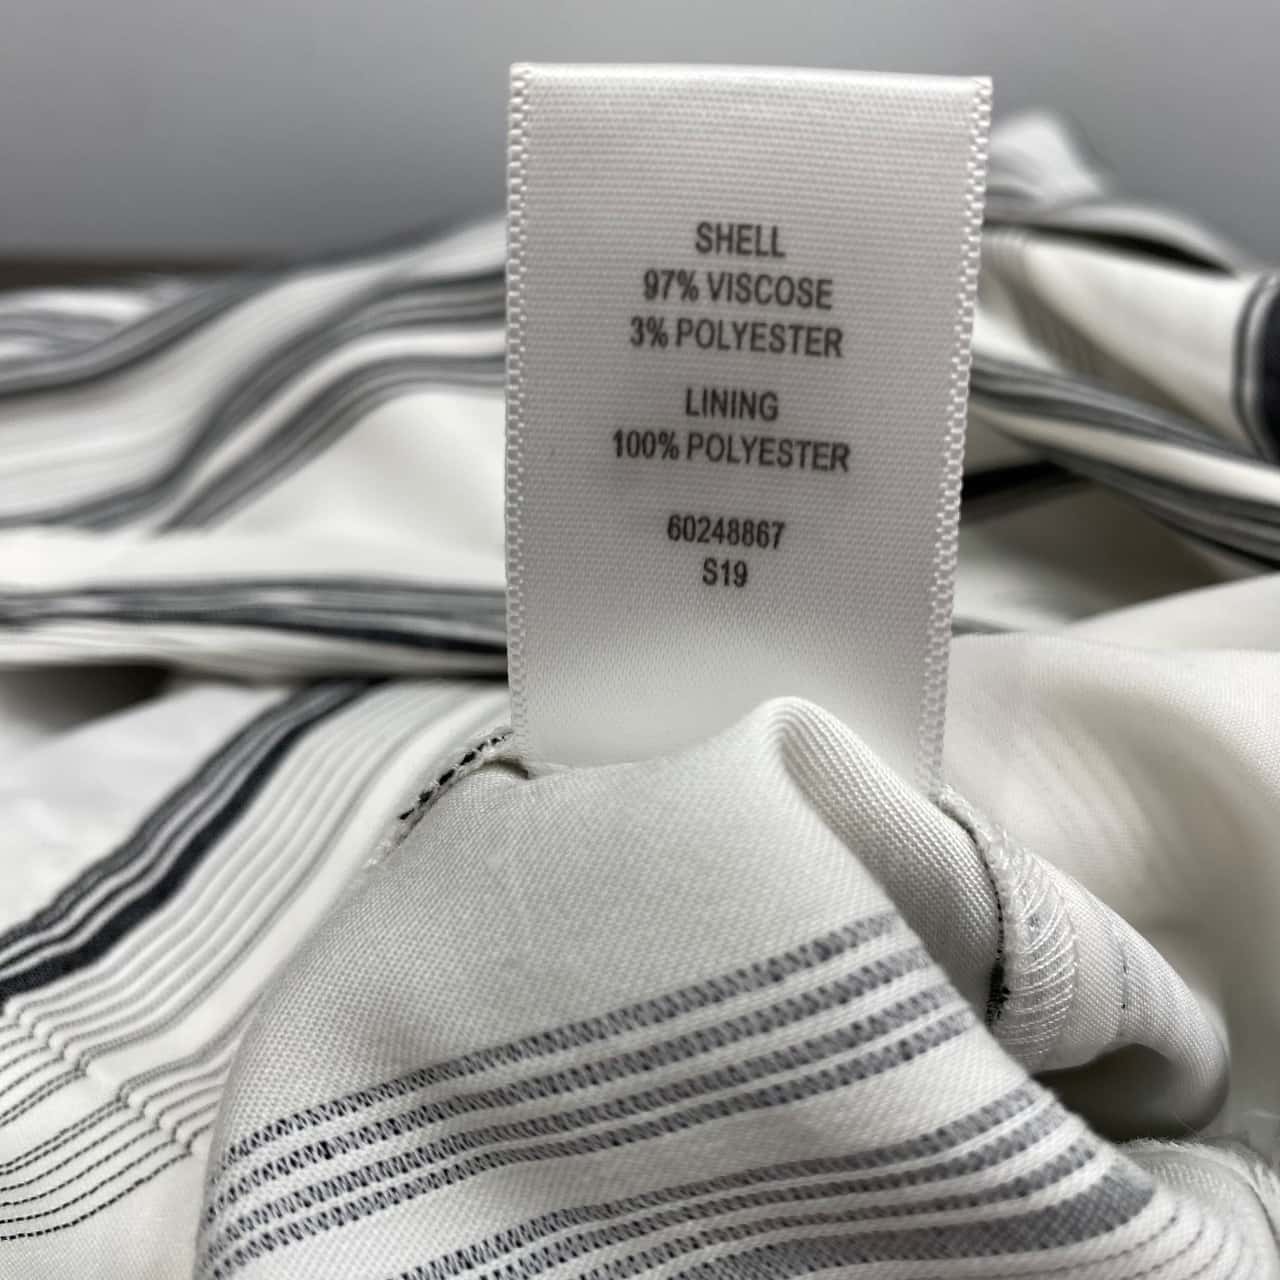 SHELL
97% VISCOSE
3% POLYESTER
LINING
100% POLYESTER
60248867
S19